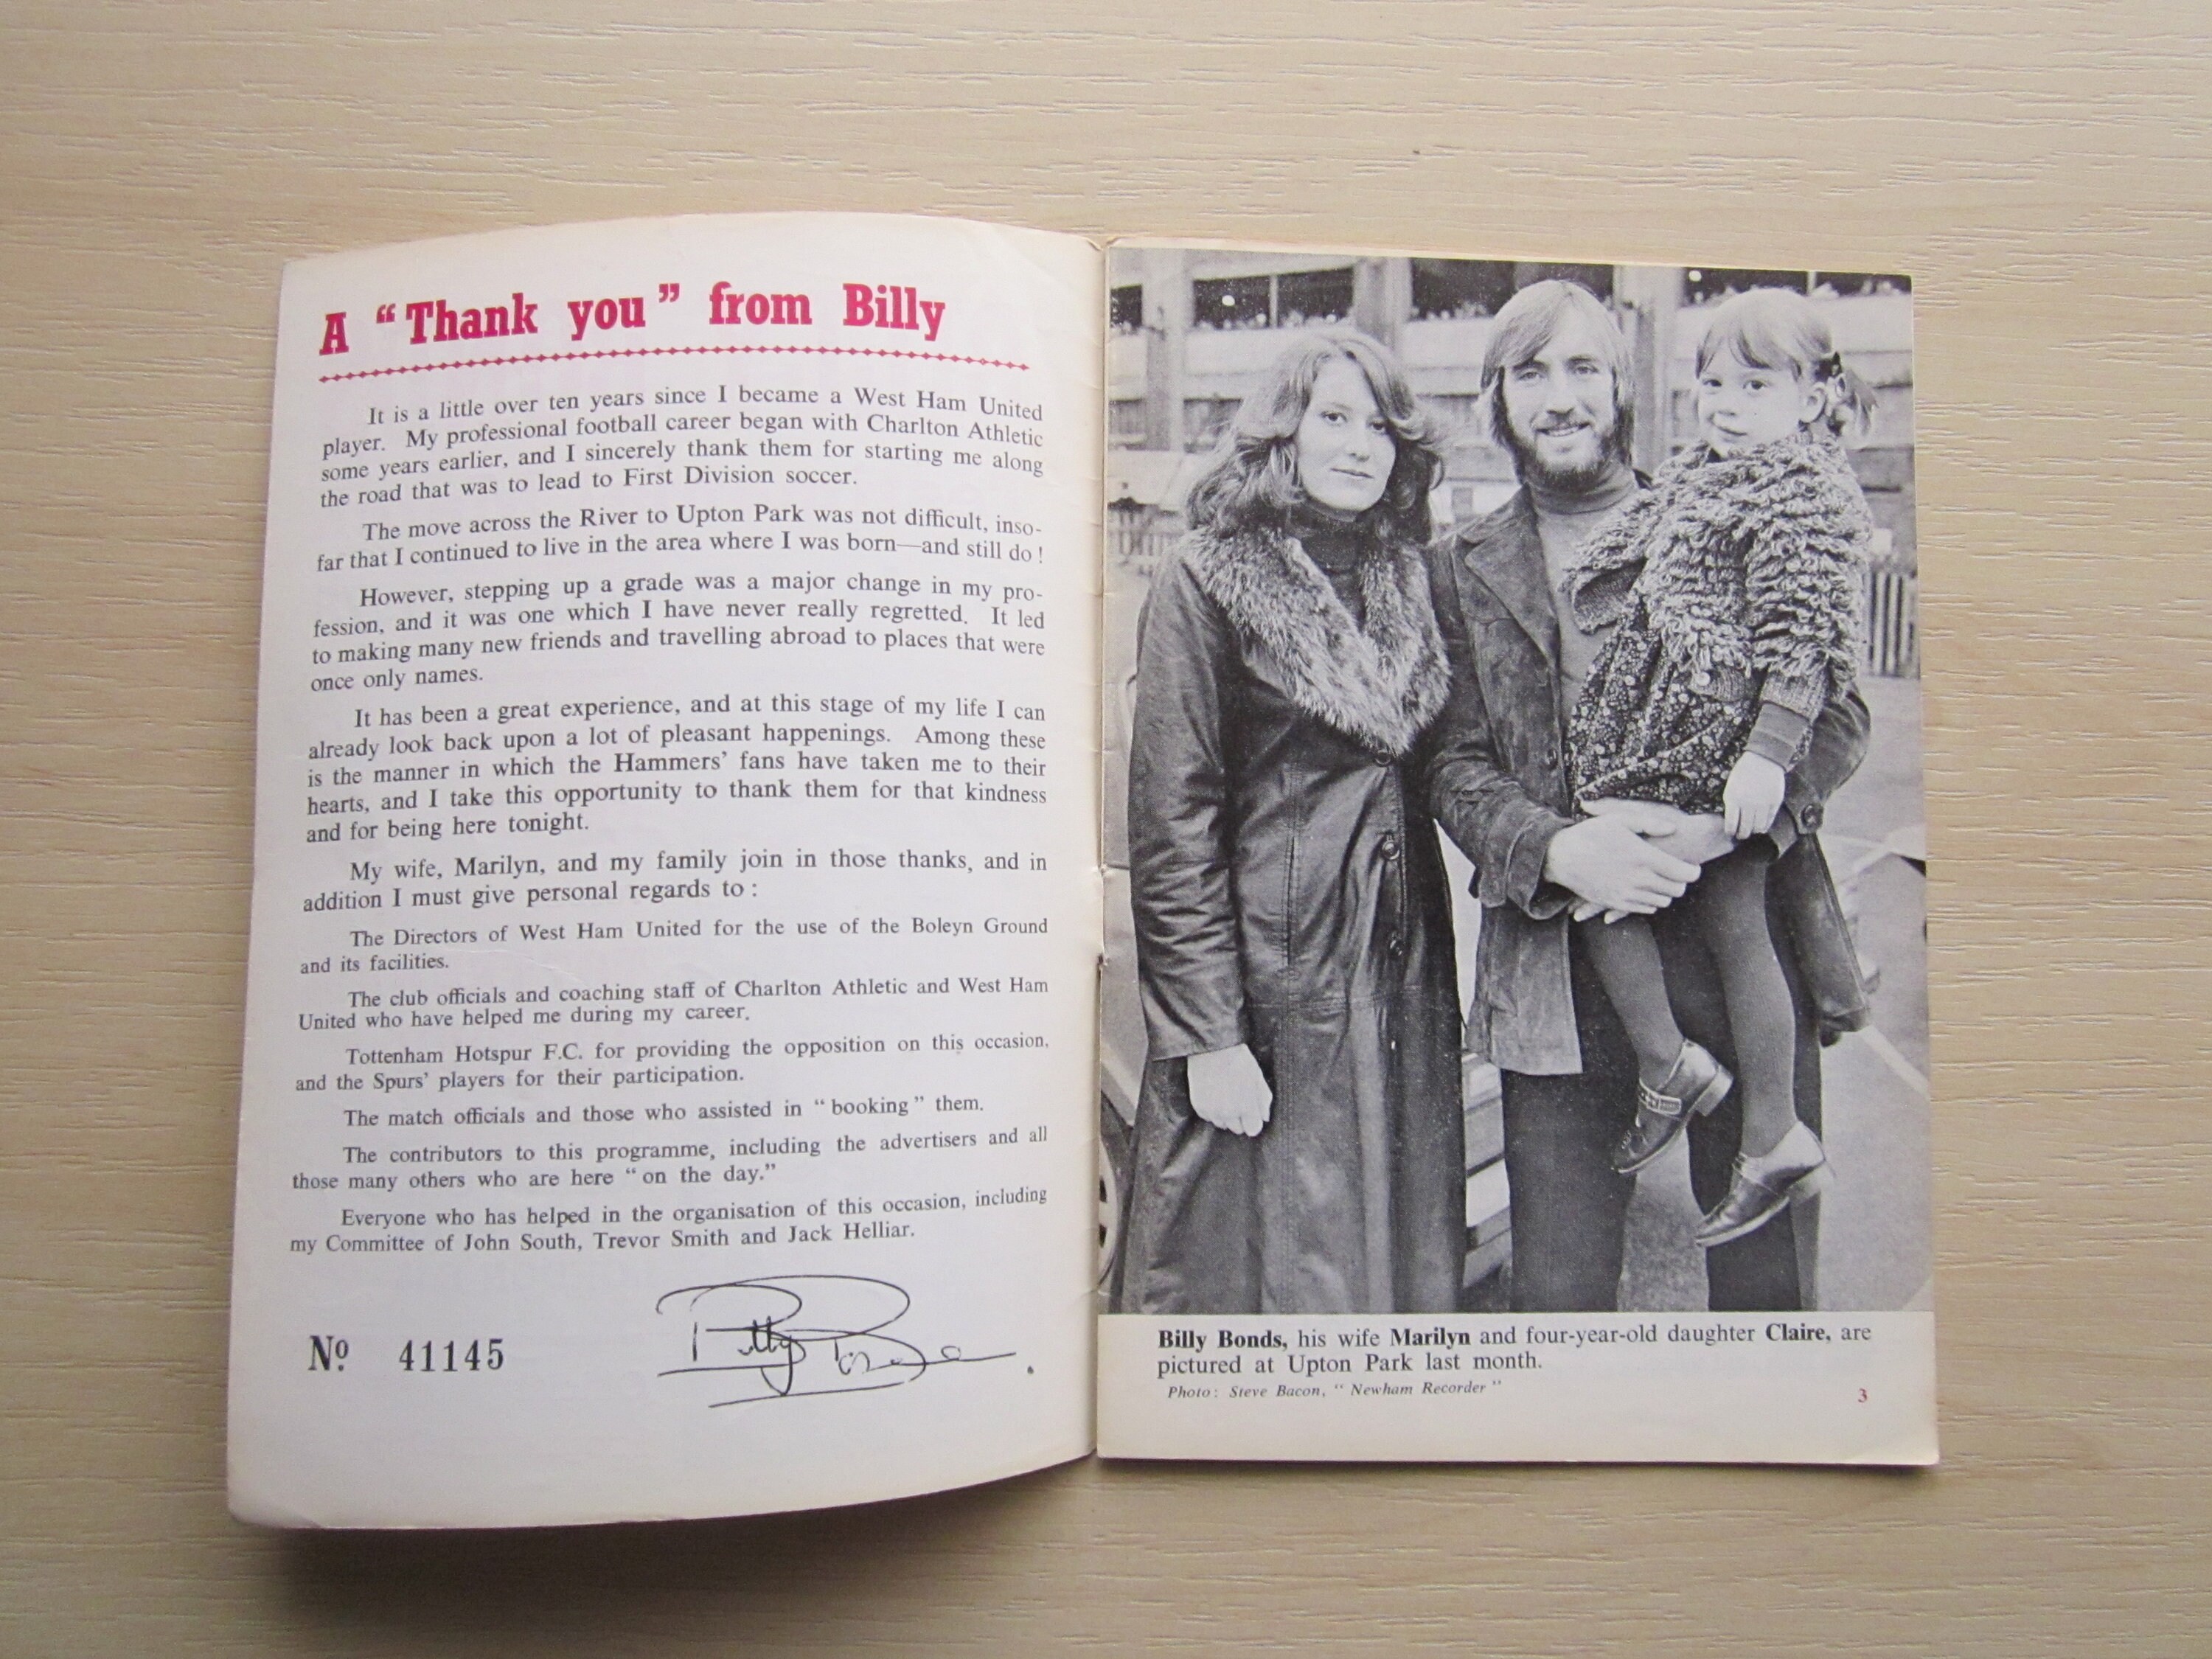 A “Thank you” from Billy
It is a little over ten years since I became a West Ham United
player. My professional football career began with Charlton Athletic
some years earlier, and I sincerely thank them for starting me along
the road that was to lead to First Division soccer.
The move across the River to Upton Park was not difficult, inso-
far that I continued to live in the area where I was born—and still do !
However, stepping up a grade was a major change in my pro-
fession, and it was one which I have never really regretted. It led
to making many new friends and travelling abroad to places that were
once only names.
It has been a great experience, and at this stage of my life I can
already look back upon a lot of pleasant happenings. Among these
is the manner in which the Hammers’ fans have taken me to their
hearts, and I take this opportunity to thank them for that kindness
and for being here tonight.
My wife, Marilyn, and my family join in those thanks, and in
addition I must give personal regards to :
The Directors of West Ham United for the use of the Boleyn Ground
and its facilities.
The club officials and coaching staff of Charlton Athletic and West Ham
United who have helped me during my career.
Tottenham Hotspur F.C. for providing the opposition on this occasion,
and the Spurs’ players for their participation.
The match officials and those who assisted in “ booking ” them.
The contributors to this programme, including the advertisers and all
those many others who are here “ on the day.”
Everyone who has helped in the organisation of this occasion, including
my Committee of John South, Trevor Smith and Jack Helliar.
Nº 41145
Billy Bonds
Billy Bonds, his wife Marilyn and four-year-old daughter Claire, are
pictured at Upton Park last month.
Photo : Steve Bacon, “ Newham Recorder ”
3